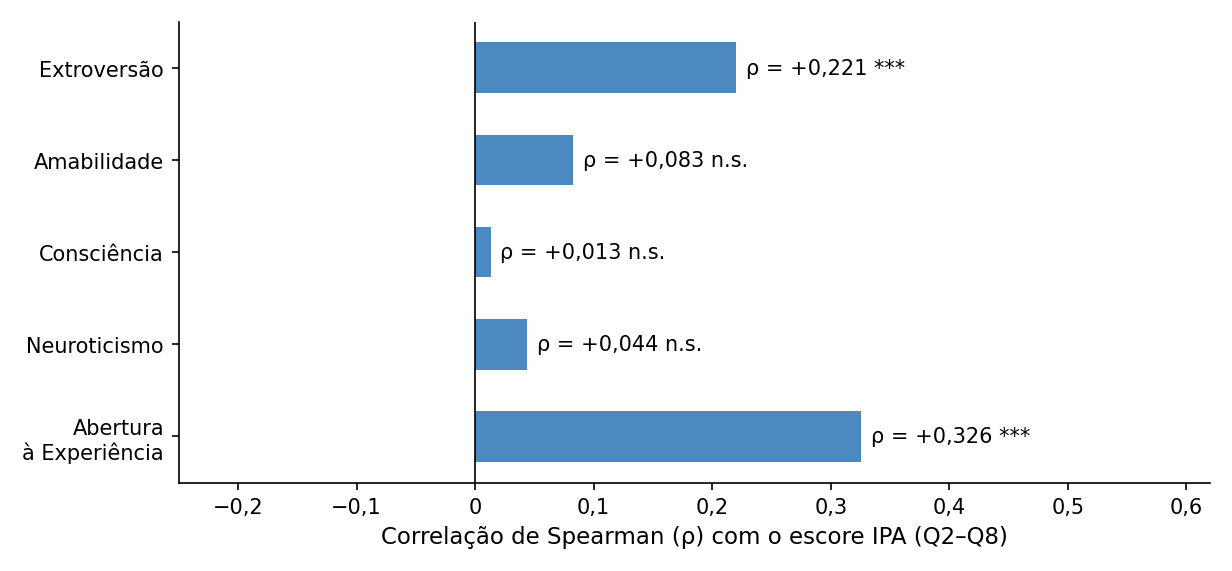 Extroversão
ρ = +0,221 ***
Amabilidade
ρ = +0,083 n.s.
Consciência
ρ = +0,013 n.s.
Neuroticismo
ρ = +0,044 n.s.
Abertura
à Experiência
ρ = +0,326 ***
−0,2 −0,1 0 0,1 0,2 0,3 0,4 0,5 0,6
Correlação de Spearman (ρ) com o escore IPA (Q2–Q8)